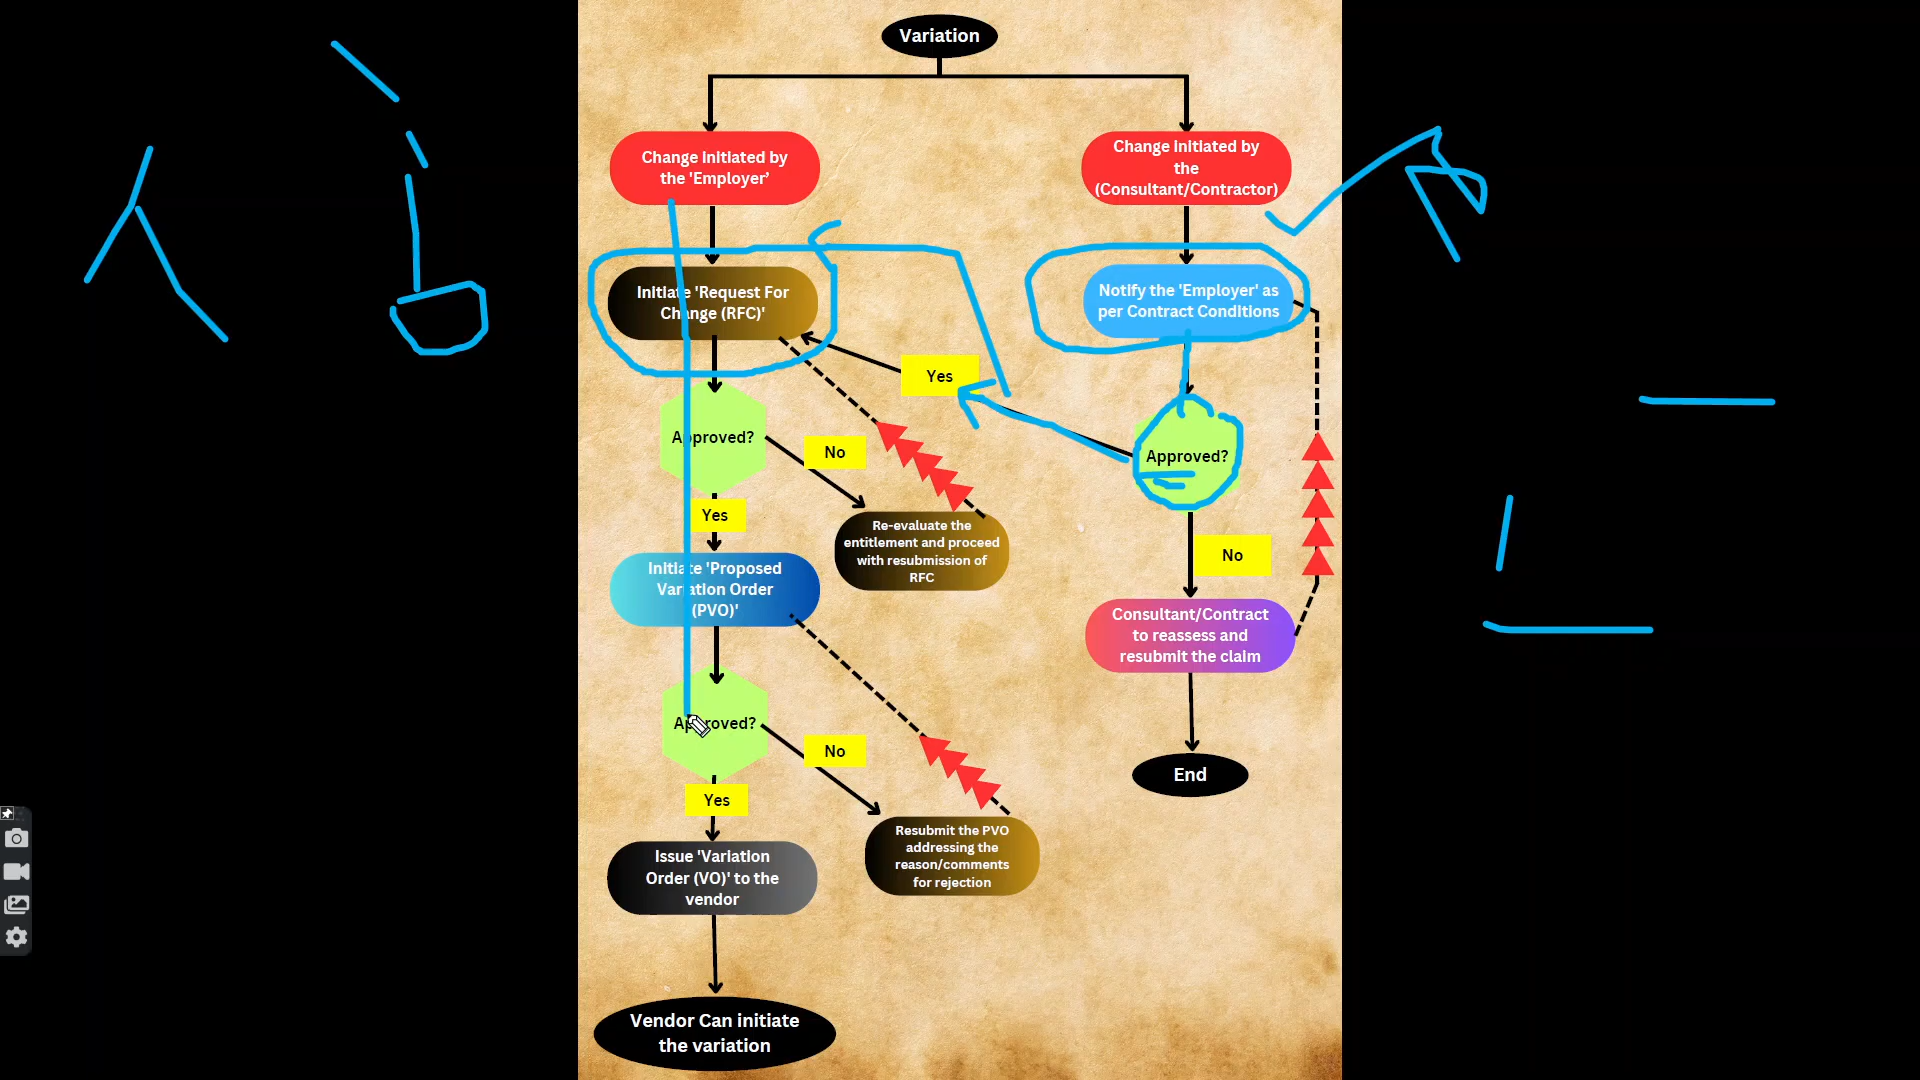 Variation
Change initiated by
the 'Employer'
Change initiated by
the
(Consultant/Contractor)
Initiate 'Request For
Change (RFC)'
Notify the 'Employer' as
per Contract Conditions
Yes
Approved?
No
Approved?
Yes
Re-evaluate the
entitlement and proceed
with resubmission of
RFC
No
Initiate 'Proposed
Variation Order
(PVO)'
Consultant/Contract
to reassess and
resubmit the claim
Approved?
No
End
Yes
Issue 'Variation
Order (VO)' to the
vendor
Resubmit the PVO
addressing the
reason/comments
for rejection
Vendor Can initiate
the variation